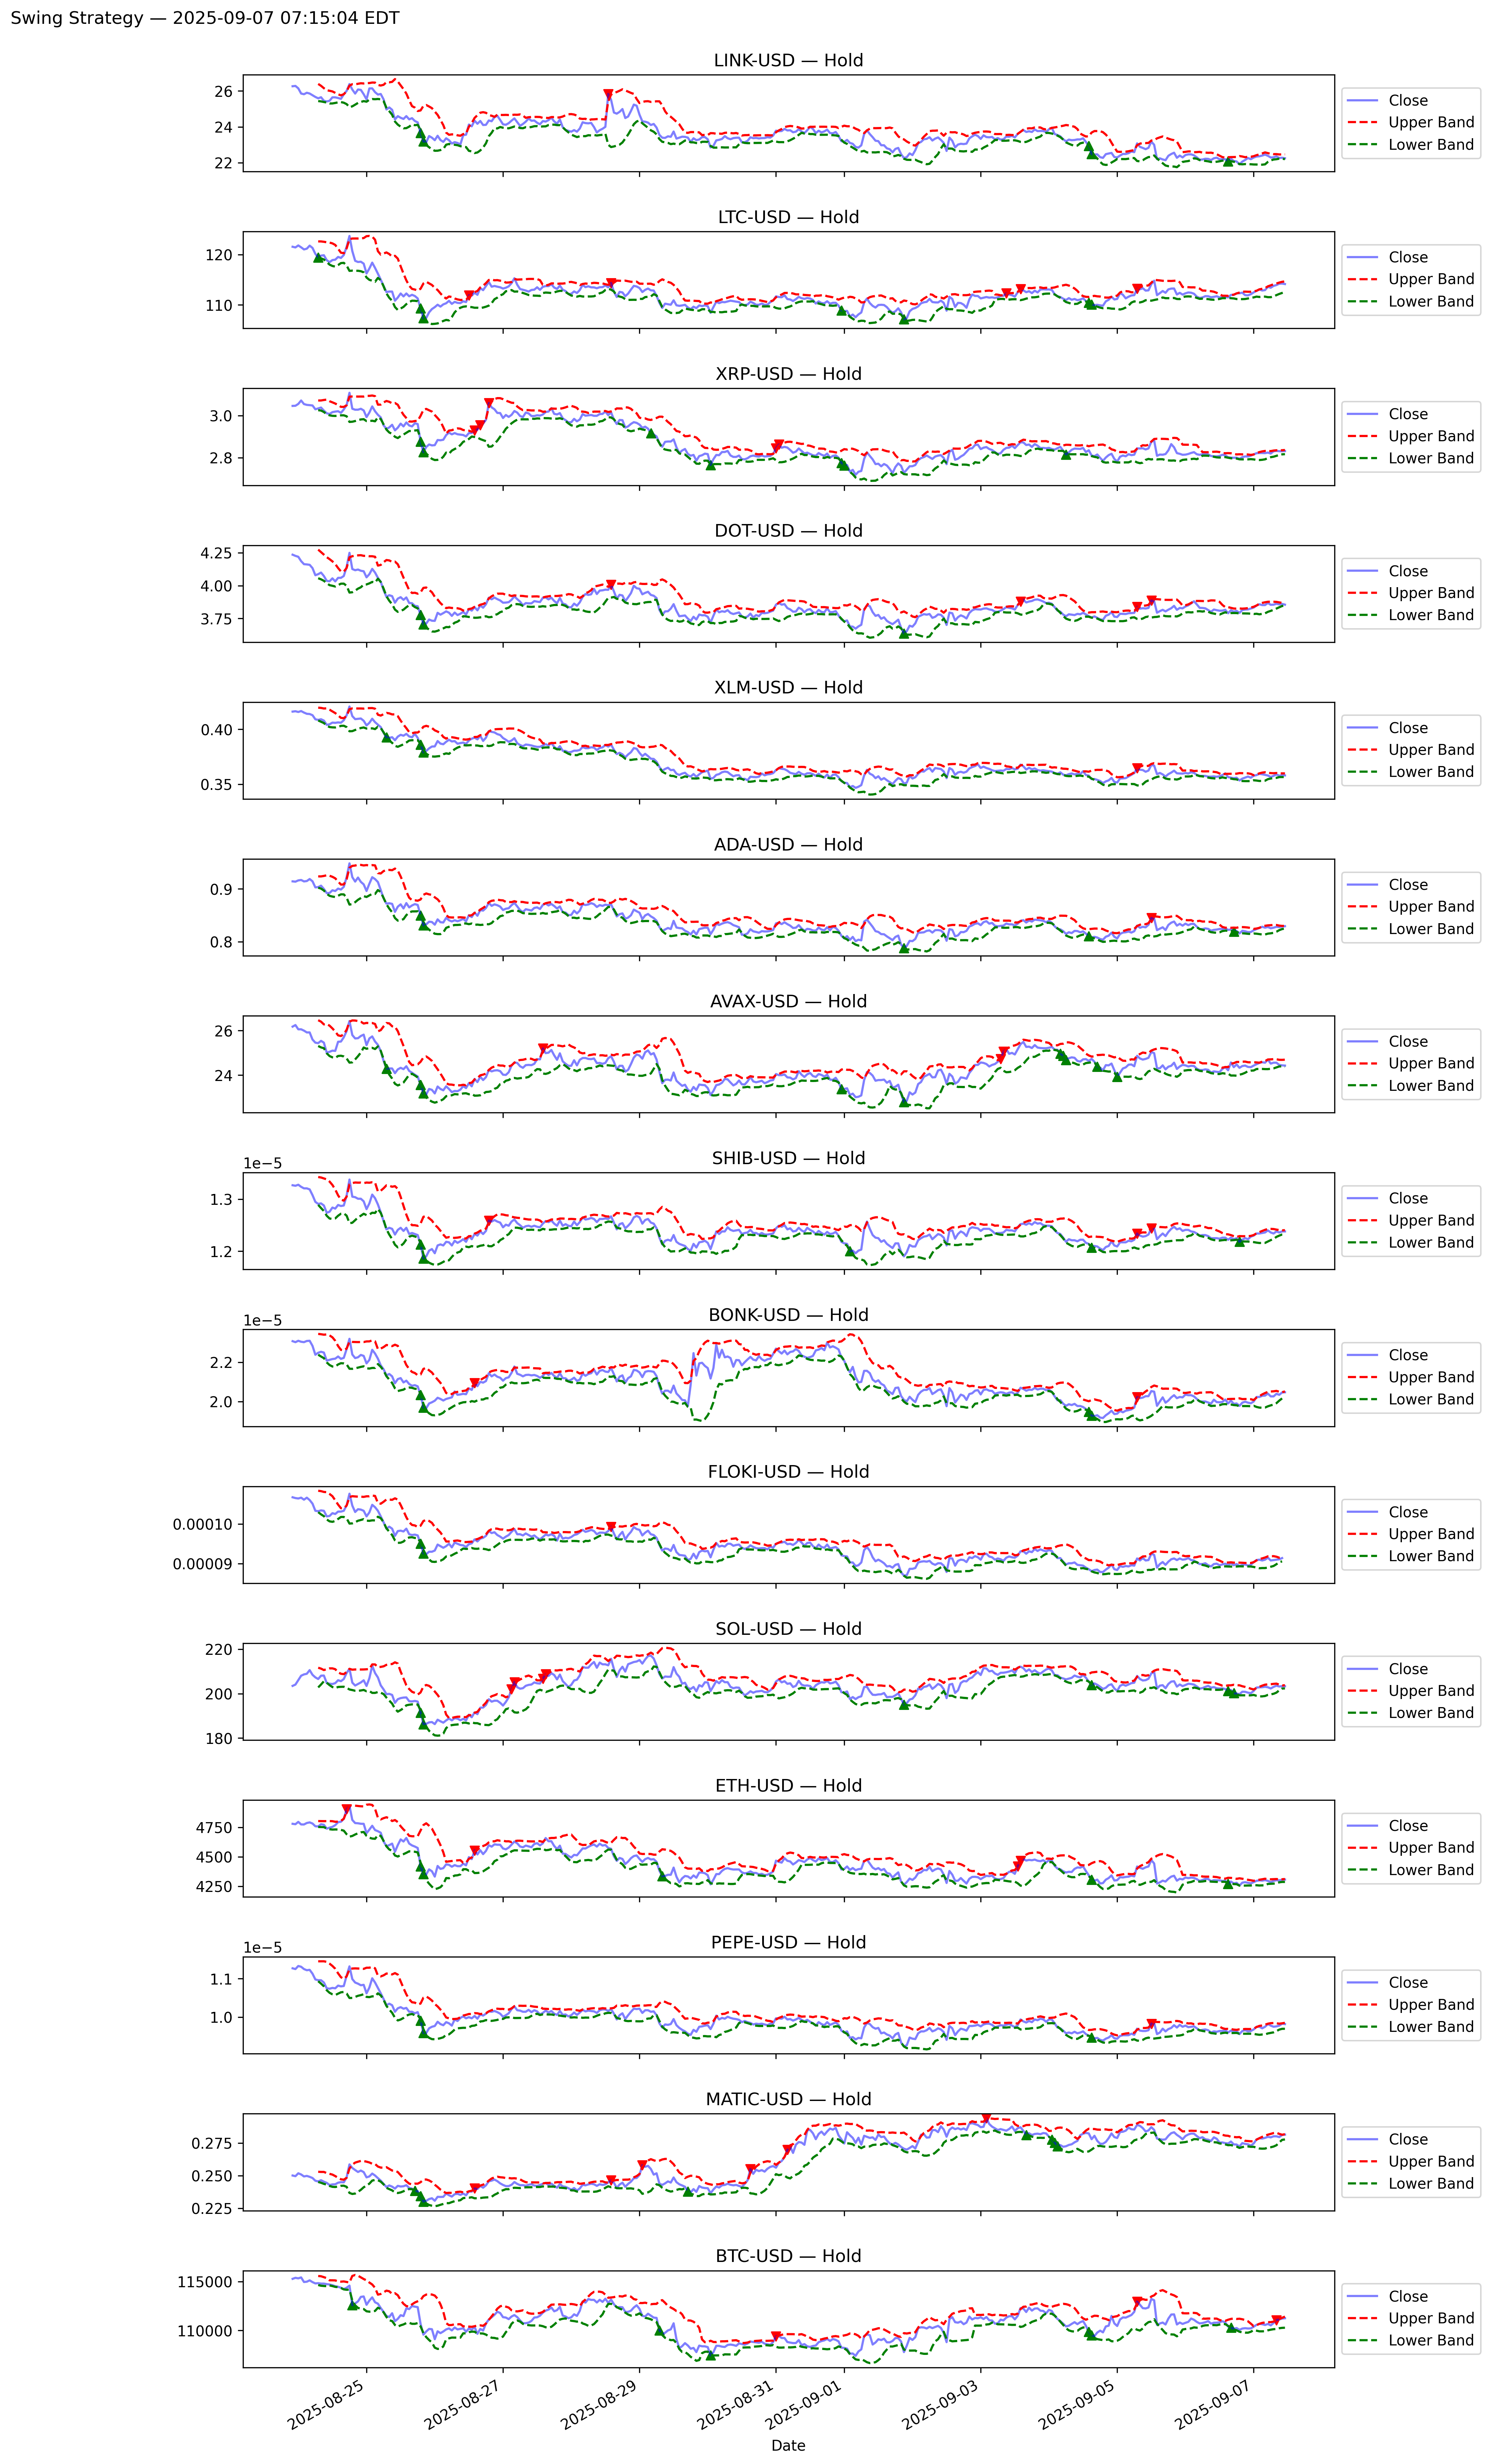 Swing Strategy — 2025-09-07 07:15:04 EDT
LINK-USD — Hold
26
24
22
Close
Upper Band
Lower Band
LTC-USD — Hold
120
110
Close
Upper Band
Lower Band
XRP-USD — Hold
3.0
2.8
Close
Upper Band
Lower Band
DOT-USD — Hold
4.25
4.00
3.75
Close
Upper Band
Lower Band
XLM-USD — Hold
0.40
0.35
Close
Upper Band
Lower Band
ADA-USD — Hold
0.9
0.8
Close
Upper Band
Lower Band
AVAX-USD — Hold
26
24
Close
Upper Band
Lower Band
SHIB-USD — Hold
1e−5
1.3
1.2
Close
Upper Band
Lower Band
BONK-USD — Hold
1e−5
2.2
2.0
Close
Upper Band
Lower Band
FLOKI-USD — Hold
0.00010
0.00009
Close
Upper Band
Lower Band
SOL-USD — Hold
220
200
180
Close
Upper Band
Lower Band
ETH-USD — Hold
4750
4500
4250
Close
Upper Band
Lower Band
PEPE-USD — Hold
1e−5
1.1
1.0
Close
Upper Band
Lower Band
MATIC-USD — Hold
0.275
0.250
0.225
Close
Upper Band
Lower Band
BTC-USD — Hold
115000
110000
Close
Upper Band
Lower Band
2025-08-25
2025-08-27
2025-08-29
2025-08-31
2025-09-01
2025-09-03
2025-09-05
2025-09-07
Date